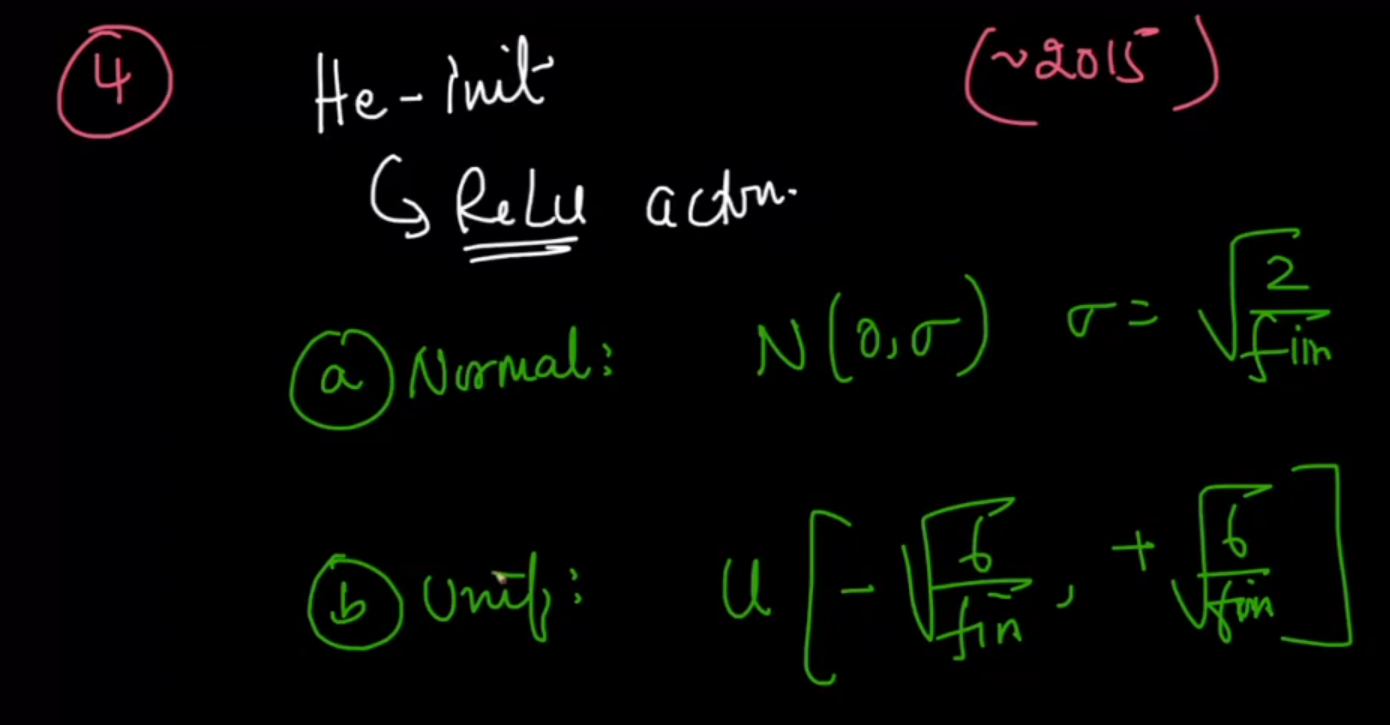 4 He-init (~2015)
↳ ReLU actvn.
a Normal: N(0,σ) σ= √(2/fin)
b Unif: U[-√(6/fin), +√(6/fin)]